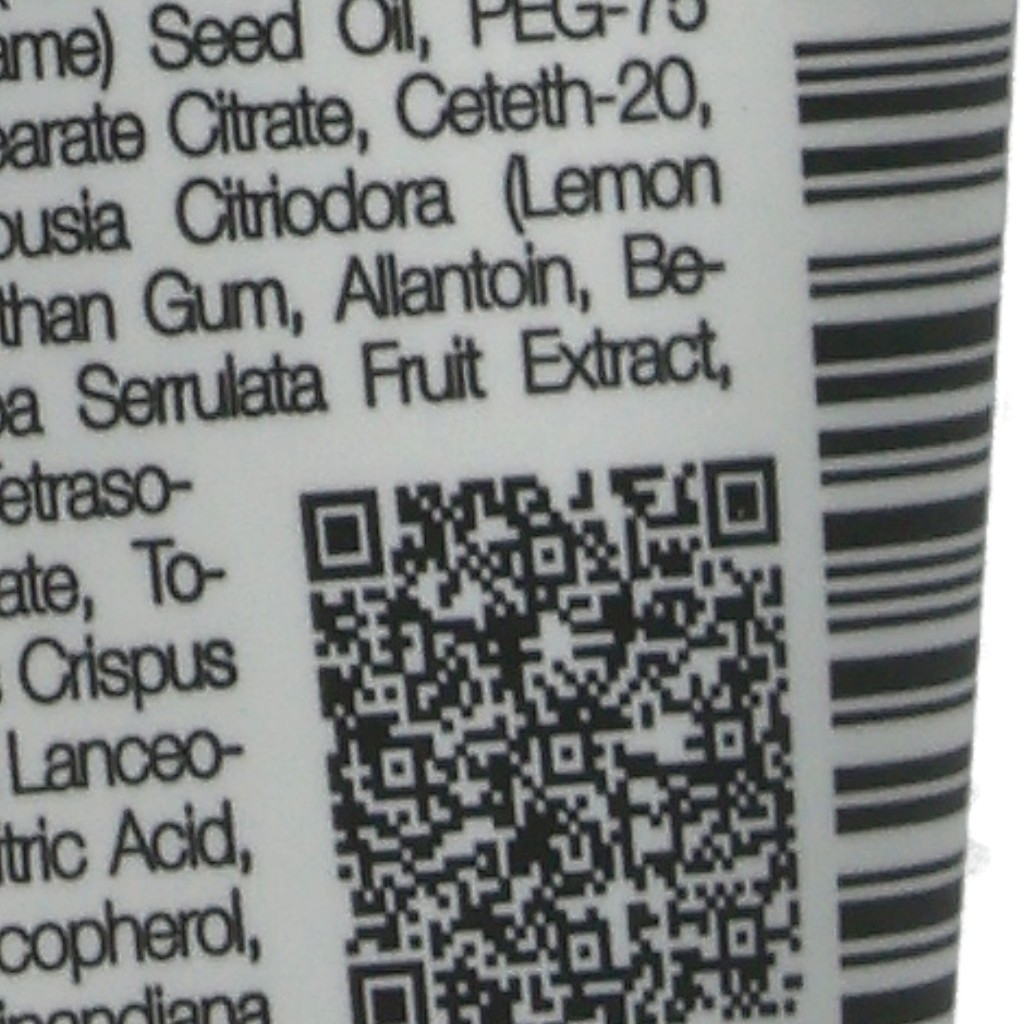 ame) Seed Oil, PEG-75
earate Citrate, Ceteth-20,
ousia Citriodora (Lemon
than Gum, Allantoin, Be-
a Serrulata Fruit Extract,
etraso-
ate, To-
Crispus
Lanceo-
itric Acid,
copherol,